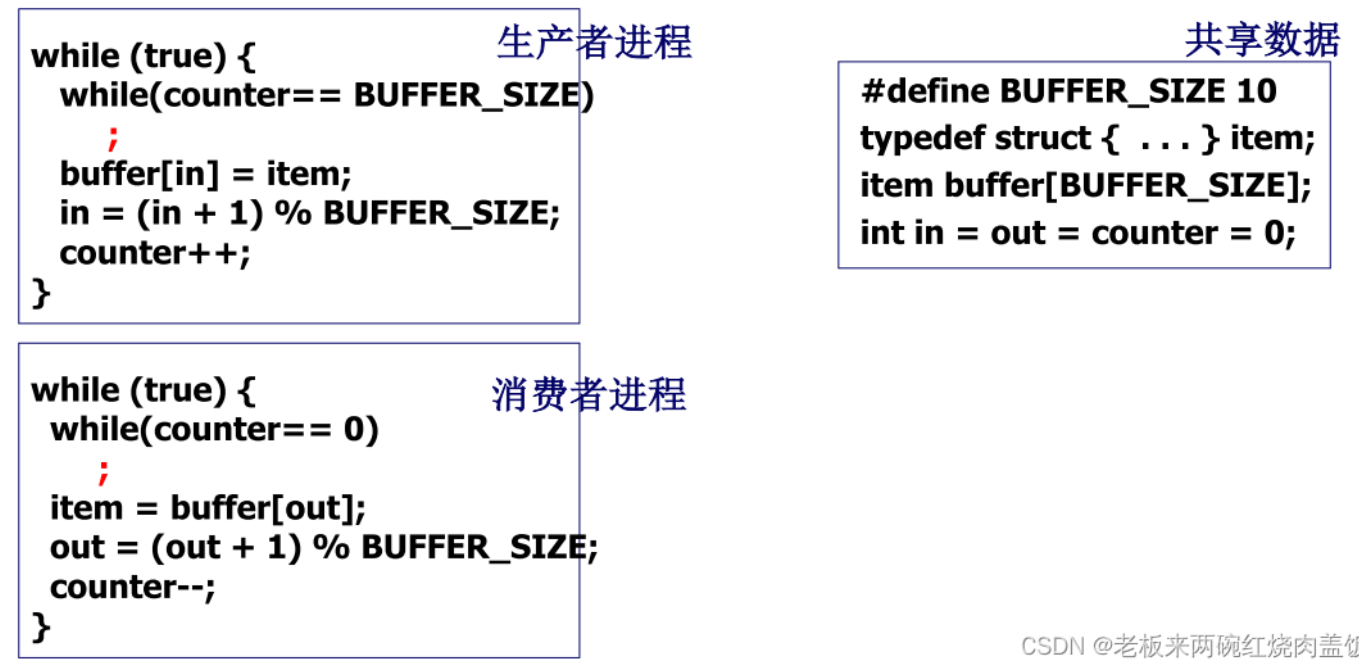 生产者进程
while (true) {
while(counter== BUFFER_SIZE)
;
buffer[in] = item;
in = (in + 1) % BUFFER_SIZE;
counter++;
}
共享数据
#define BUFFER_SIZE 10
typedef struct { ... } item;
item buffer[BUFFER_SIZE];
int in = out = counter = 0;
消费者进程
while (true) {
while(counter== 0)
;
item = buffer[out];
out = (out + 1) % BUFFER_SIZE;
counter--;
}
CSDN @老板来两碗红烧肉盖饭